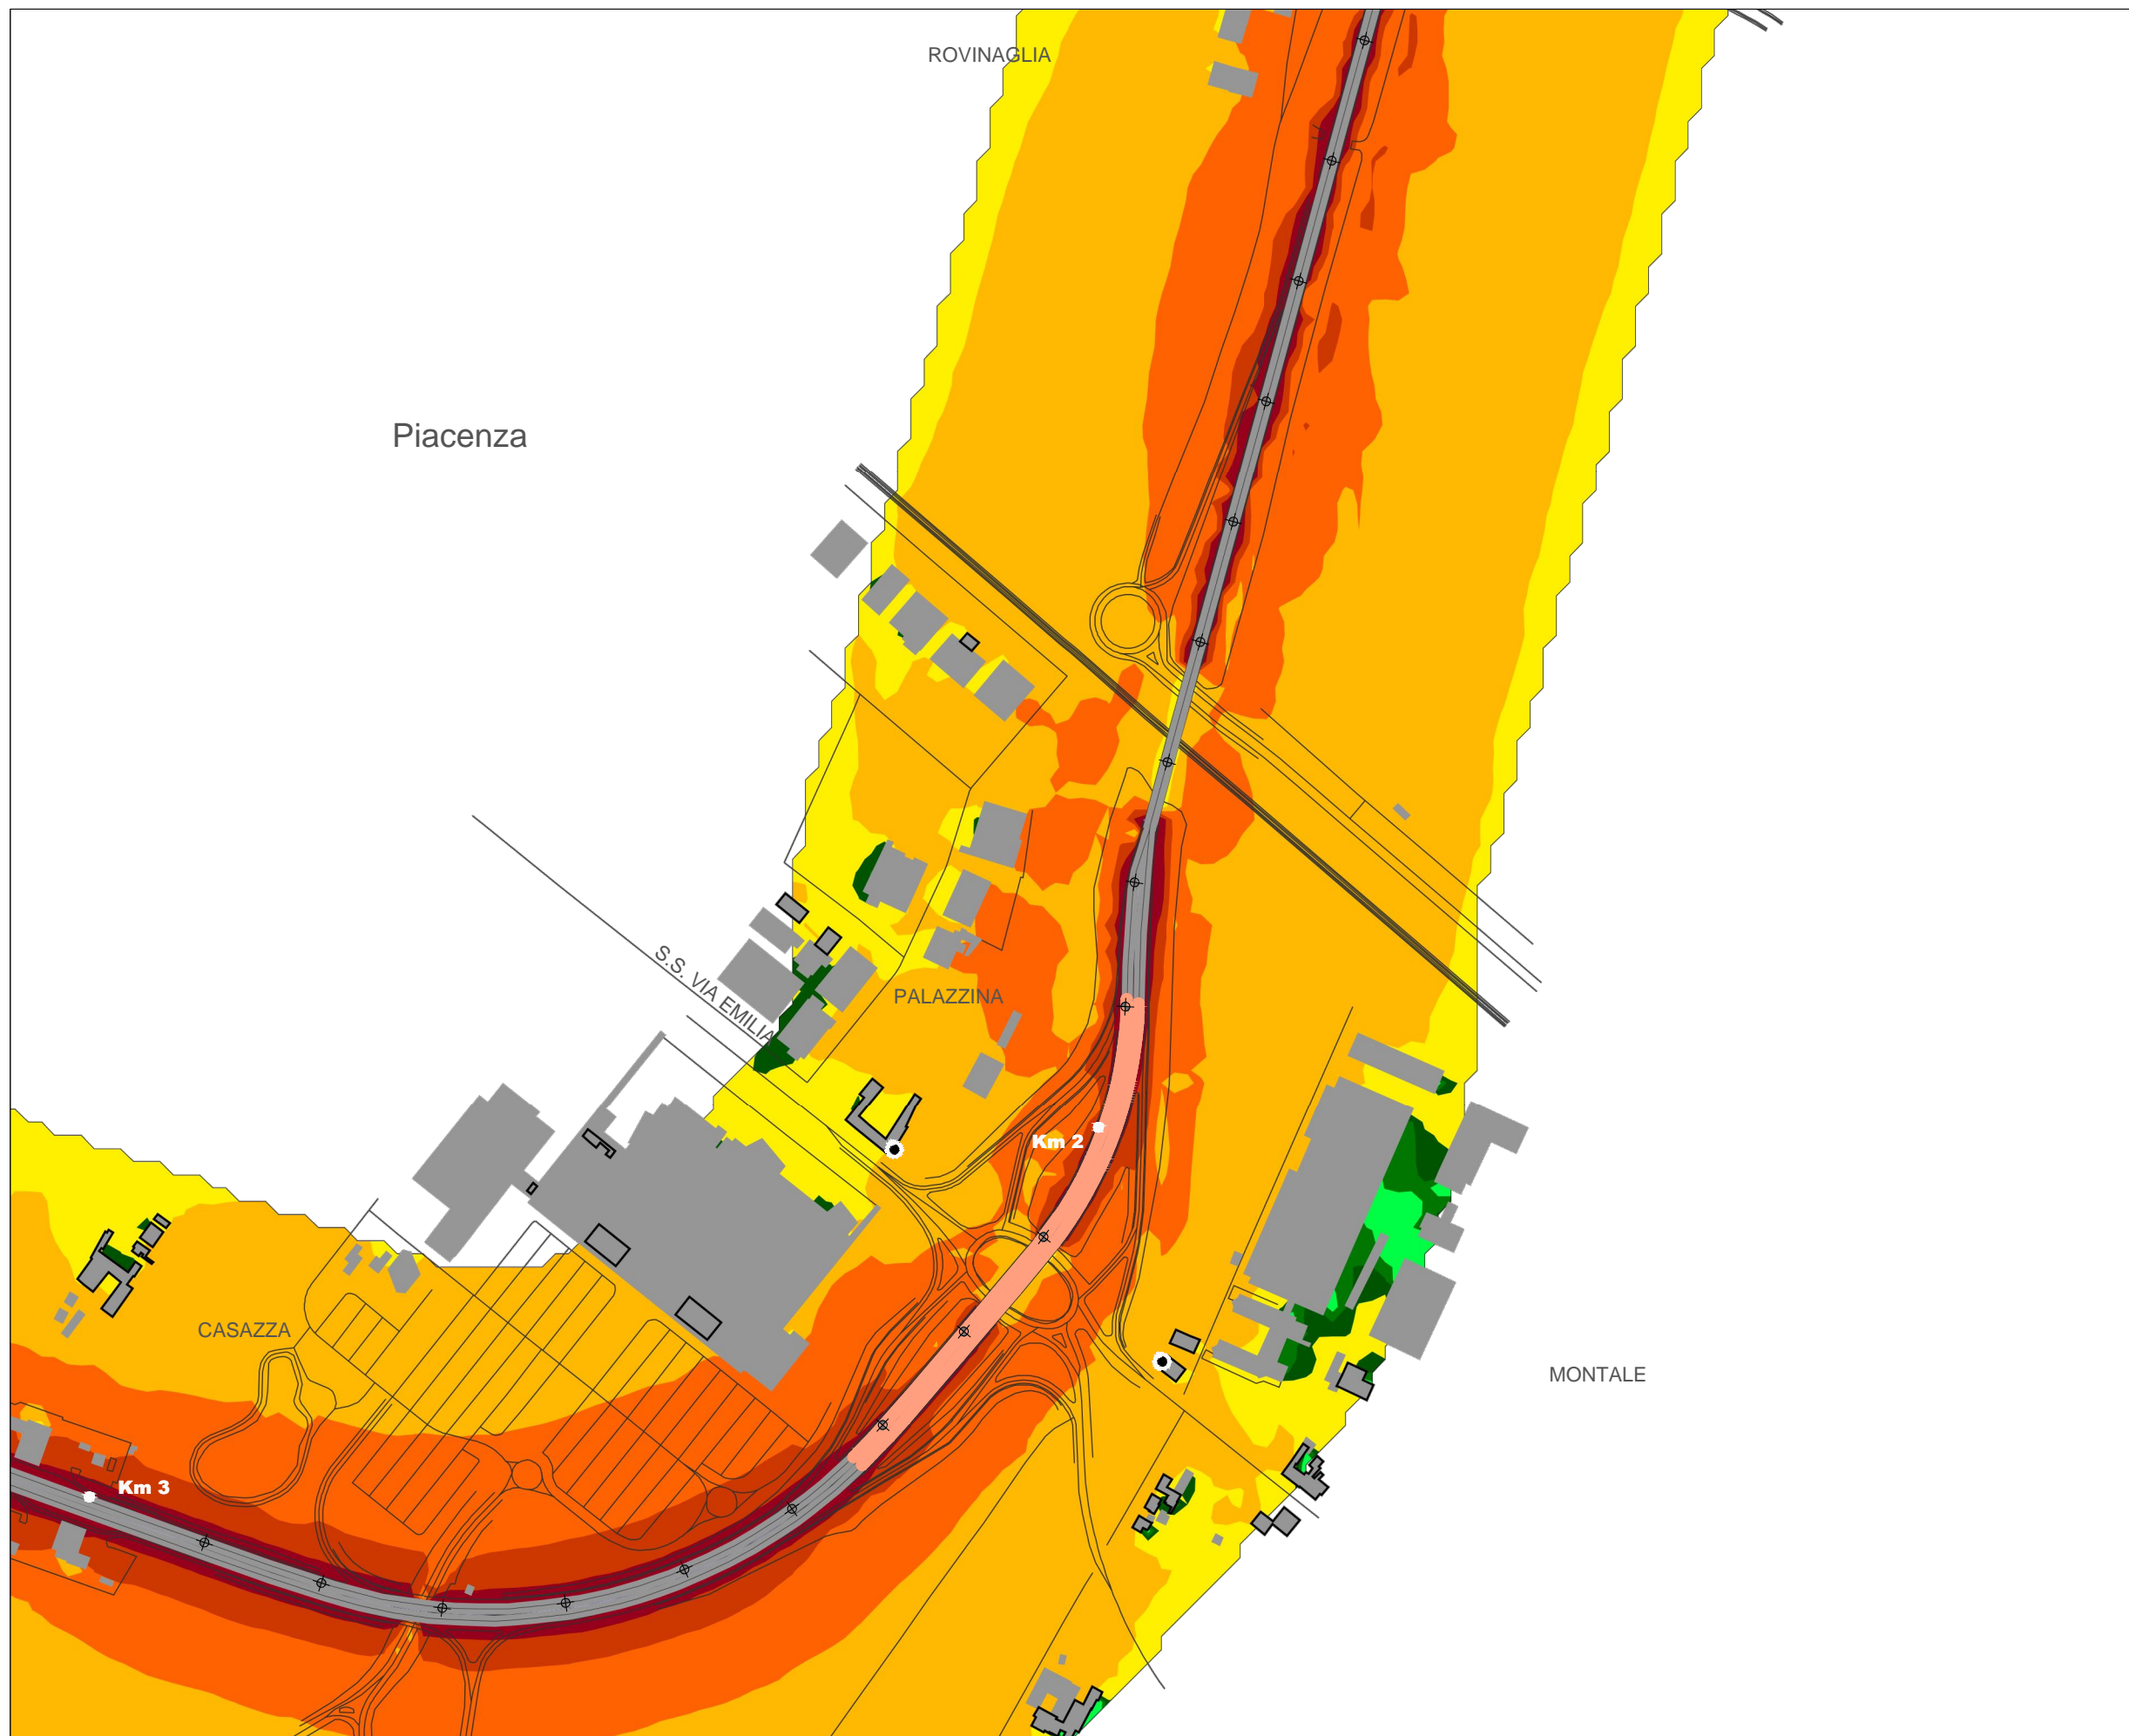 ROVINAGLIA
Piacenza
S.S. VIA EMILIA
PALAZZINA
Km 2
CASAZZA
MONTALE
Km 3